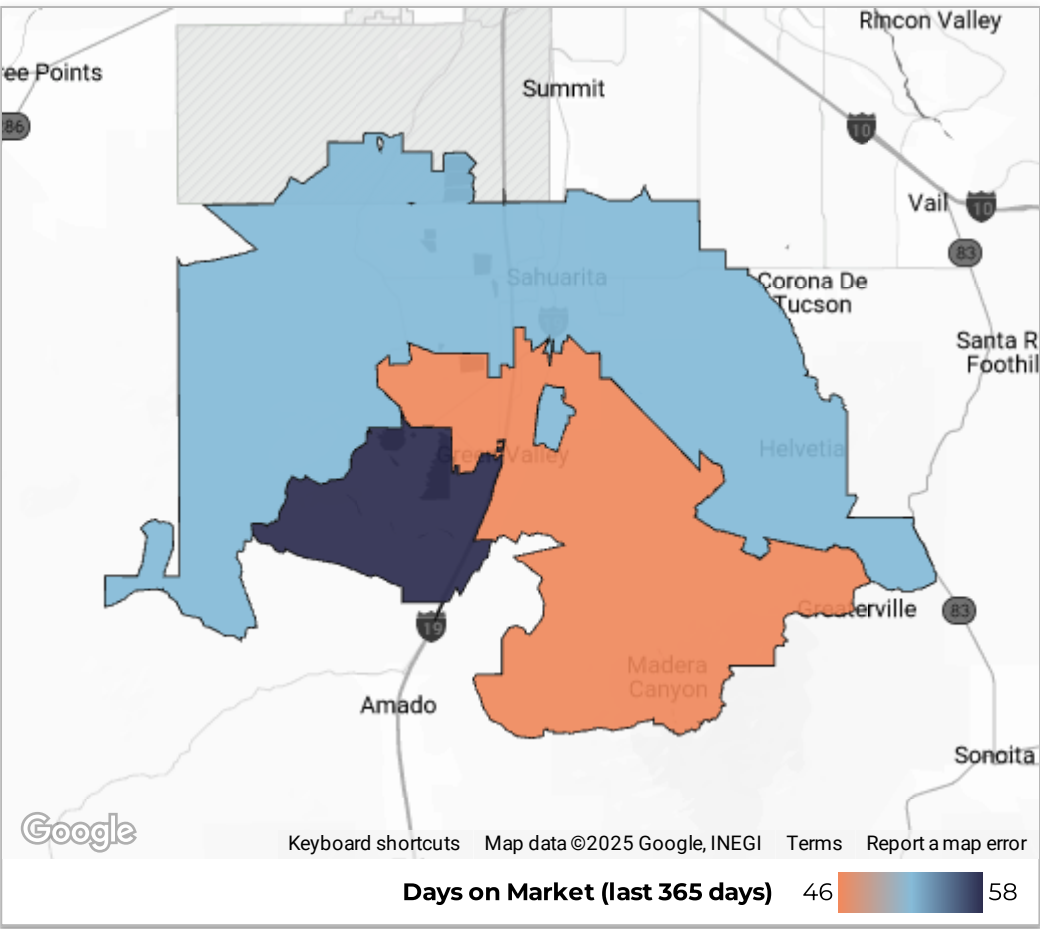 Rincon Valley
ree Points
Summit
86
10
Vail
10
83
Sahuarita
Corona De
Tucson
Santa R
Foothil
Helvetia
Green Valley
Greaterville
83
19
Madera
Canyon
Amado
Sonoita
Google
Keyboard shortcuts Map data ©2025 Google, INEGI Terms Report a map error
Days on Market (last 365 days) 46 58